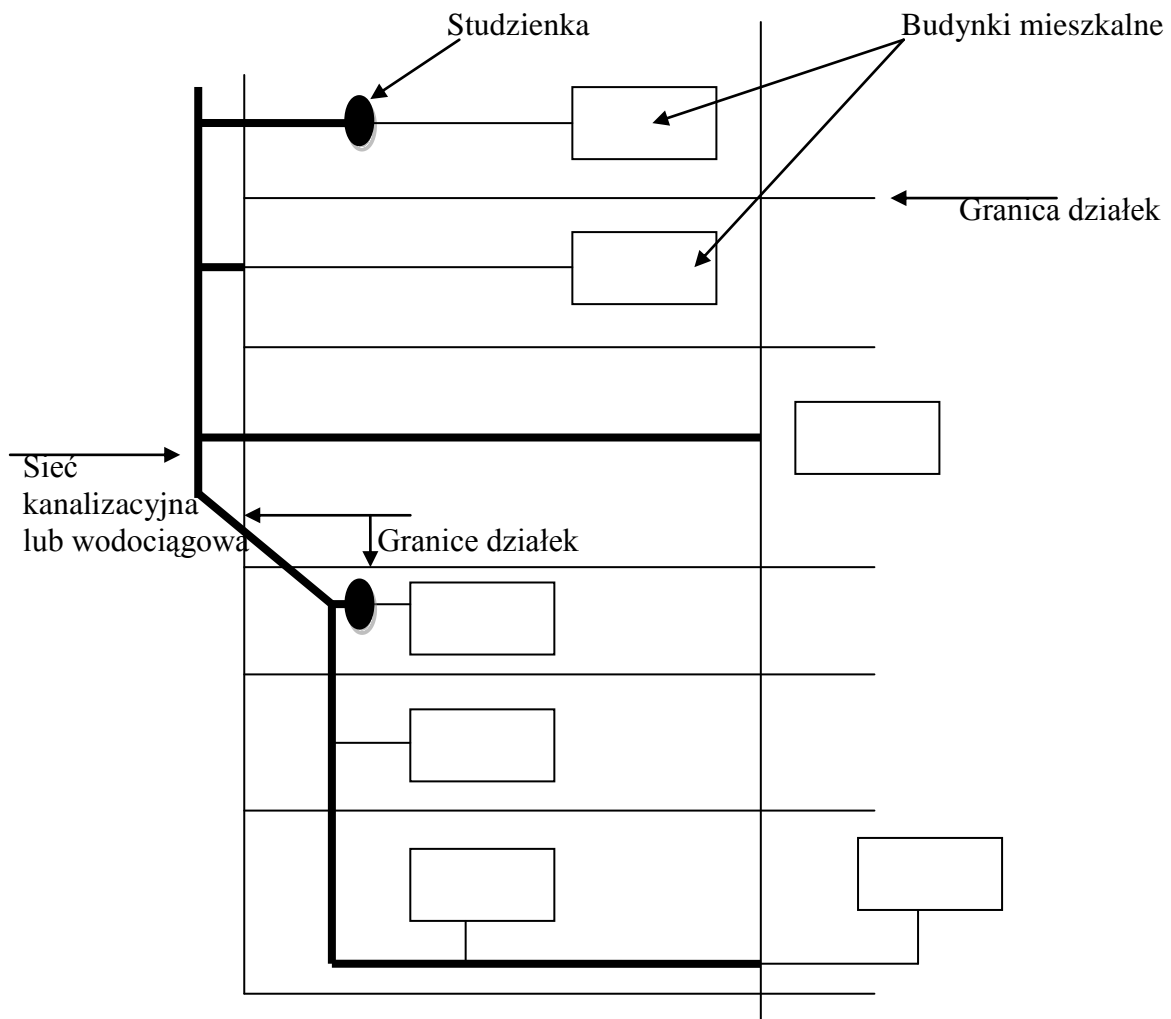 Studzienka
Budynki mieszkalne
Granica działek
Sieć
kanalizacyjna
lub wodociągowa
Granice działek